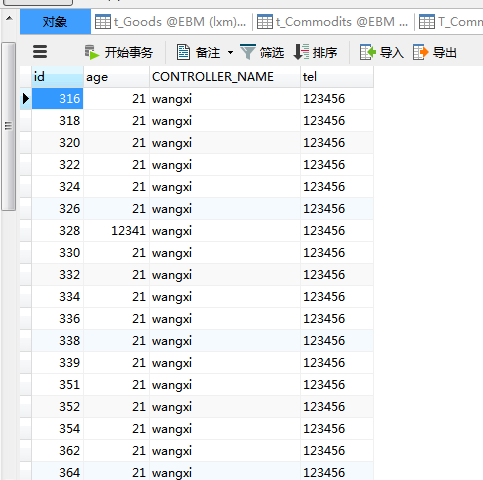 对象 t_Goods @EBM (lxm)... t_Commodits @EBM ... T_Comm
开始事务 备注 筛选 排序 导入 导出
id age CONTROLLER_NAME tel
316 21 wangxi 123456
318 21 wangxi 123456
320 21 wangxi 123456
322 21 wangxi 123456
324 21 wangxi 123456
326 21 wangxi 123456
328 12341 wangxi 123456
330 21 wangxi 123456
332 21 wangxi 123456
334 21 wangxi 123456
336 21 wangxi 123456
338 21 wangxi 123456
339 21 wangxi 123456
351 21 wangxi 123456
352 21 wangxi 123456
354 21 wangxi 123456
362 21 wangxi 123456
364 21 wangxi 123456